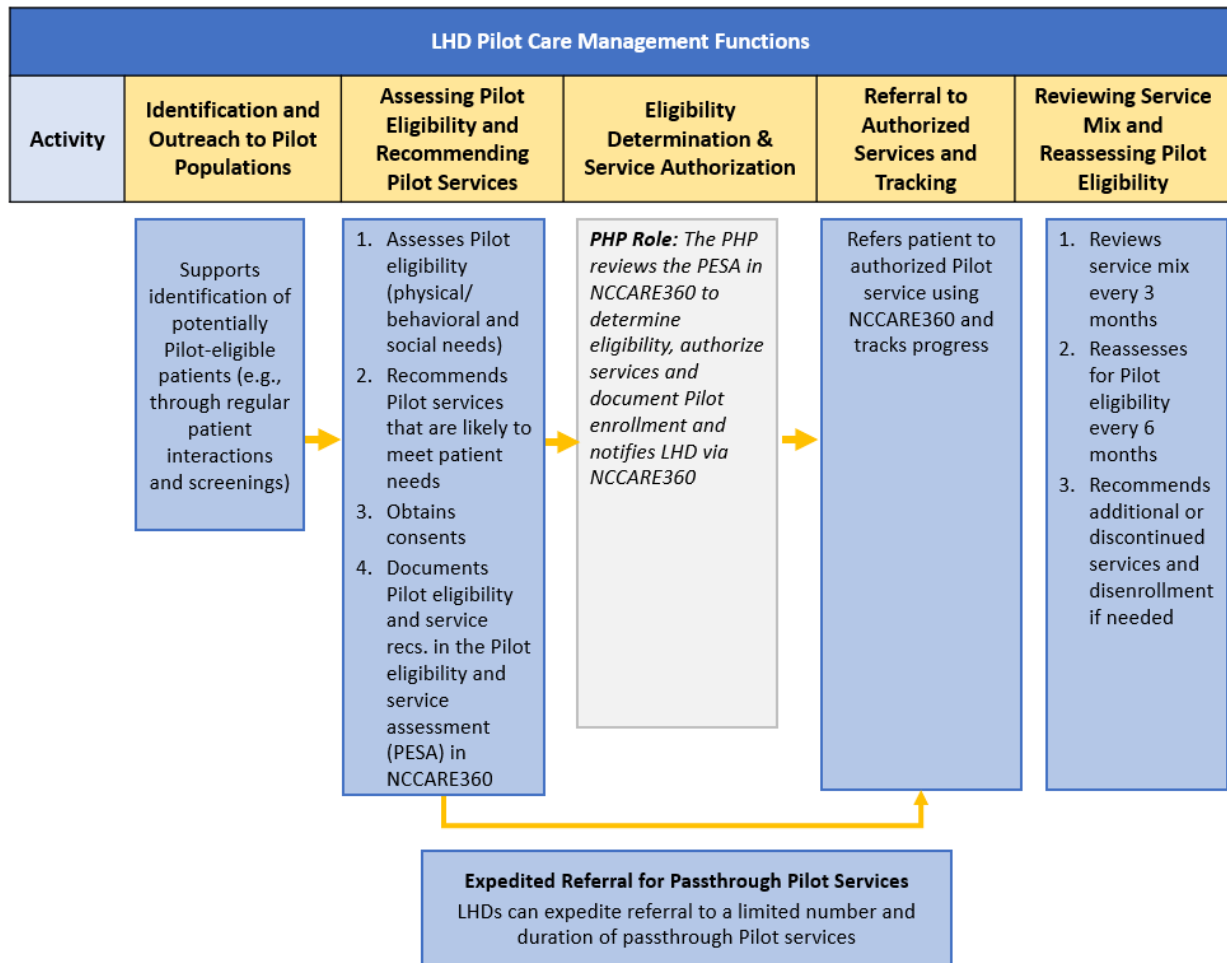 LHD Pilot Care Management Functions
Activity
Identification and
Outreach to Pilot
Populations
Assessing Pilot
Eligibility and
Recommending
Pilot Services
Eligibility
Determination &
Service Authorization
Referral to
Authorized
Services and
Tracking
Reviewing Service
Mix and
Reassessing Pilot
Eligibility
Supports
identification of
potentially
Pilot-eligible
patients (e.g.,
through regular
patient
interactions
and screenings)
1. Assesses Pilot
eligibility
(physical/
behavioral and
social needs)
2. Recommends
Pilot services
that are likely to
meet patient
needs
3. Obtains
consents
4. Documents
Pilot eligibility
and service
recs. in the Pilot
eligibility and
service
assessment
(PESA) in
NCCARE360
PHP Role: The PHP
reviews the PESA in
NCCARE360 to
determine
eligibility, authorize
services and
document Pilot
enrollment and
notifies LHD via
NCCARE360
Refers patient to
authorized Pilot
service using
NCCARE360 and
tracks progress
1. Reviews
service mix
every 3
months
2. Reassesses
for Pilot
eligibility
every 6
months
3. Recommends
additional or
discontinued
services and
disenrollment
if needed
Expedited Referral for Passthrough Pilot Services
LHDs can expedite referral to a limited number and
duration of passthrough Pilot services